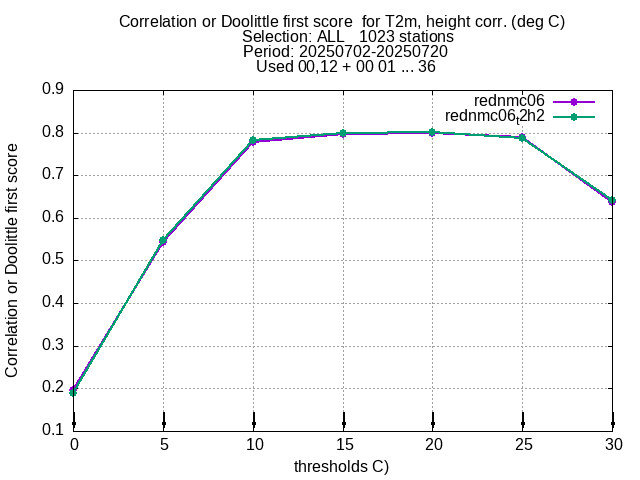 Correlation or Doolittle first score  for T2m, height corr. (deg C)
Selection: ALL   1023 stations
Period: 20250702-20250720
Used 00,12 + 00 01 ... 36
rednmc06
rednmc06_t2h2
Correlation or Doolittle first score
0.9
0.8
0.7
0.6
0.5
0.4
0.3
0.2
0.1
0 5 10 15 20 25 30
thresholds C)